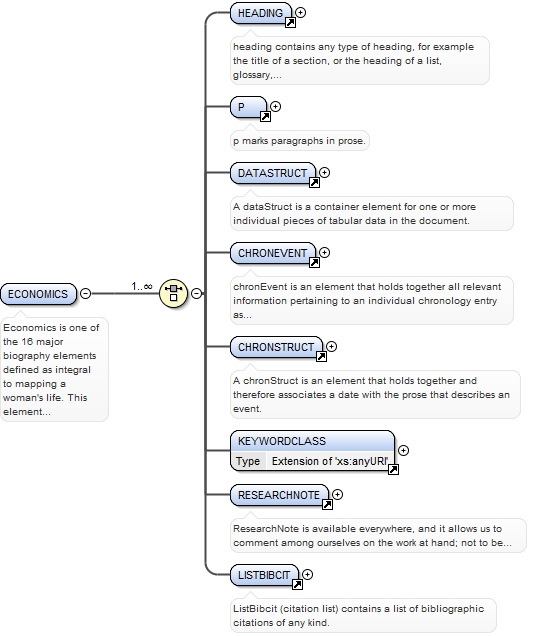 HEADING
heading contains any type of heading, for example
the title of a section, or the heading of a list,
glossary,...
P
p marks paragraphs in prose.
DATASTRUCT
A dataStruct is a container element for one or more
individual pieces of tabular data in the document.
CHRONEVENT
chronEvent is an element that holds together all relevant
information pertaining to an individual chronology entry
as...
ECONOMICS
1..∞
Economics is one of
the 16 major
biography elements
defined as integral
to mapping a
woman's life. This
element...
CHRONSTRUCT
A chronStruct is an element that holds together and
therefore associates a date with the prose that describes an
event.
KEYWORDCLASS
Type Extension of 'xs:anyURI'
RESEARCHNOTE
ResearchNote is available everywhere, and it allows us to
comment among ourselves on the work at hand; not to be...
LISTBIBCIT
ListBibcit (citation list) contains a list of bibliographic
citations of any kind.